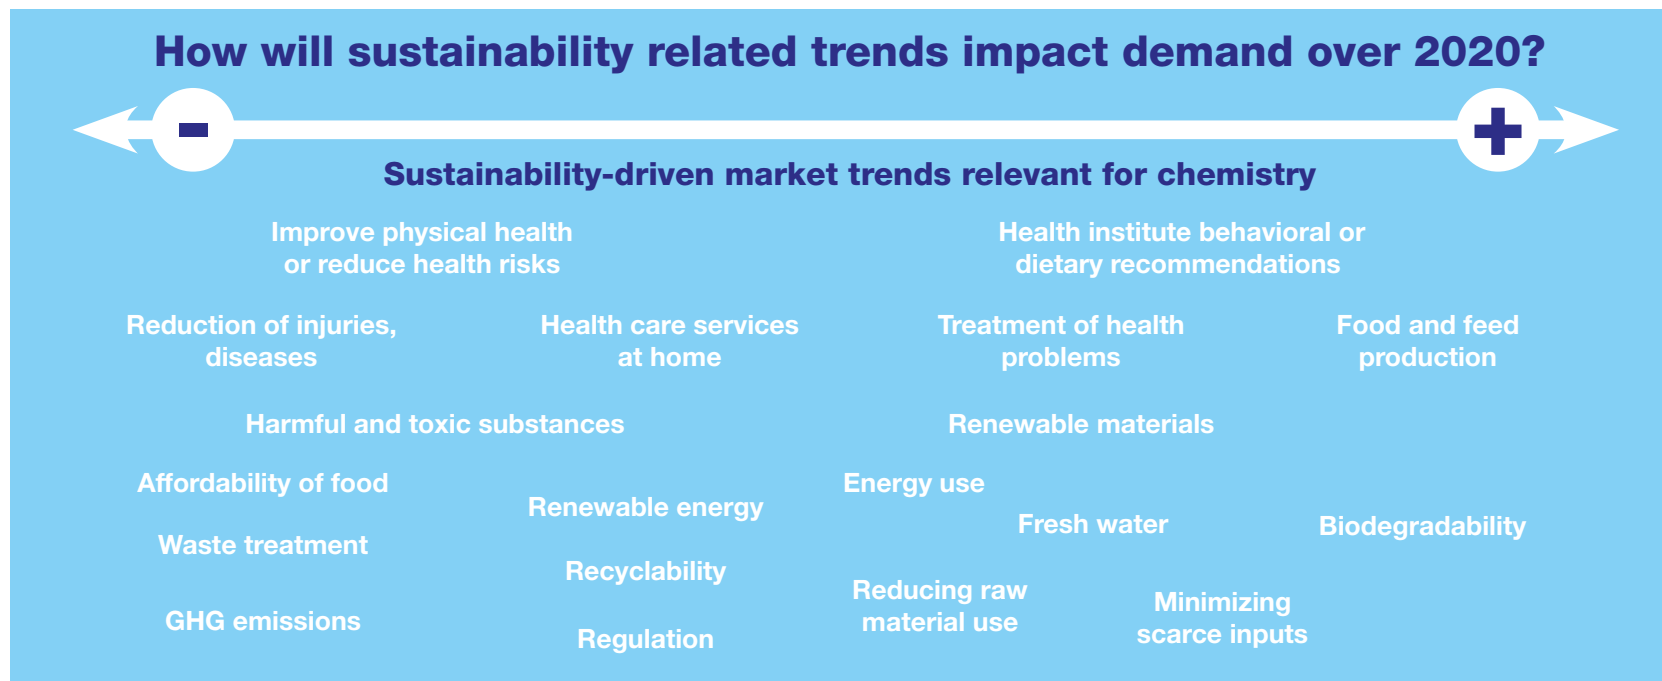 How will sustainability related trends impact demand over 2020?
- +
Sustainability-driven market trends relevant for chemistry
Improve physical health
or reduce health risks
Health institute behavioral or
dietary recommendations
Reduction of injuries,
diseases
Health care services
at home
Treatment of health
problems
Food and feed
production
Harmful and toxic substances
Renewable materials
Affordability of food
Renewable energy
Energy use
Fresh water
Biodegradability
Waste treatment
Recyclability
Reducing raw
material use
Minimizing
scarce inputs
GHG emissions
Regulation